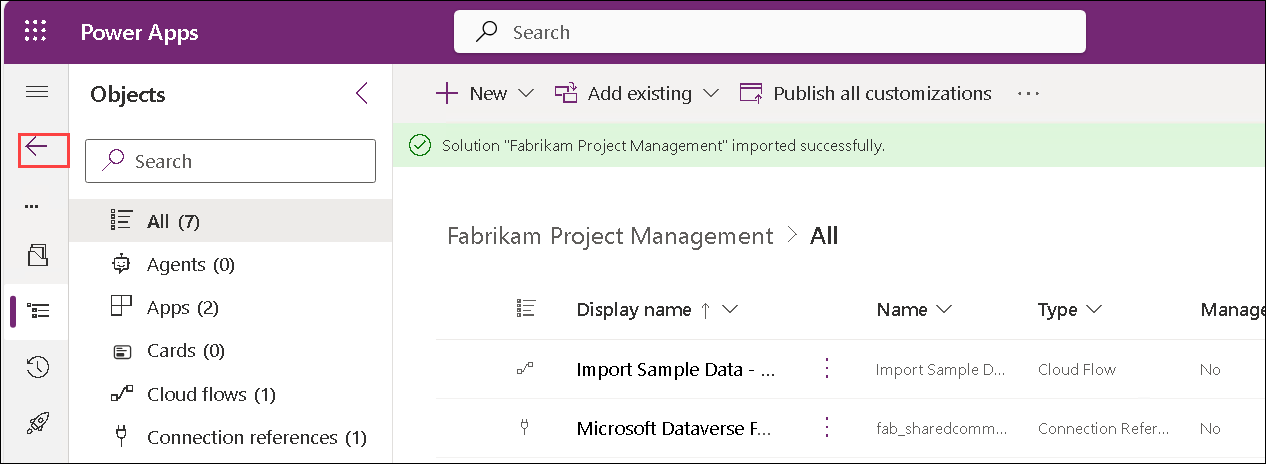 Power Apps
Search
Objects
New
Add existing
Publish all customizations
...
Solution "Fabrikam Project Management" imported successfully.
Search
...
All (7)
Agents (0)
Apps (2)
Cards (0)
Cloud flows (1)
Connection references (1)
Fabrikam Project Management > All
Display name ↑ Name Type Manage
Import Sample Data - ... Import Sample D... Cloud Flow No
Microsoft Dataverse F... fab_sharedcomm... Connection Refer... No